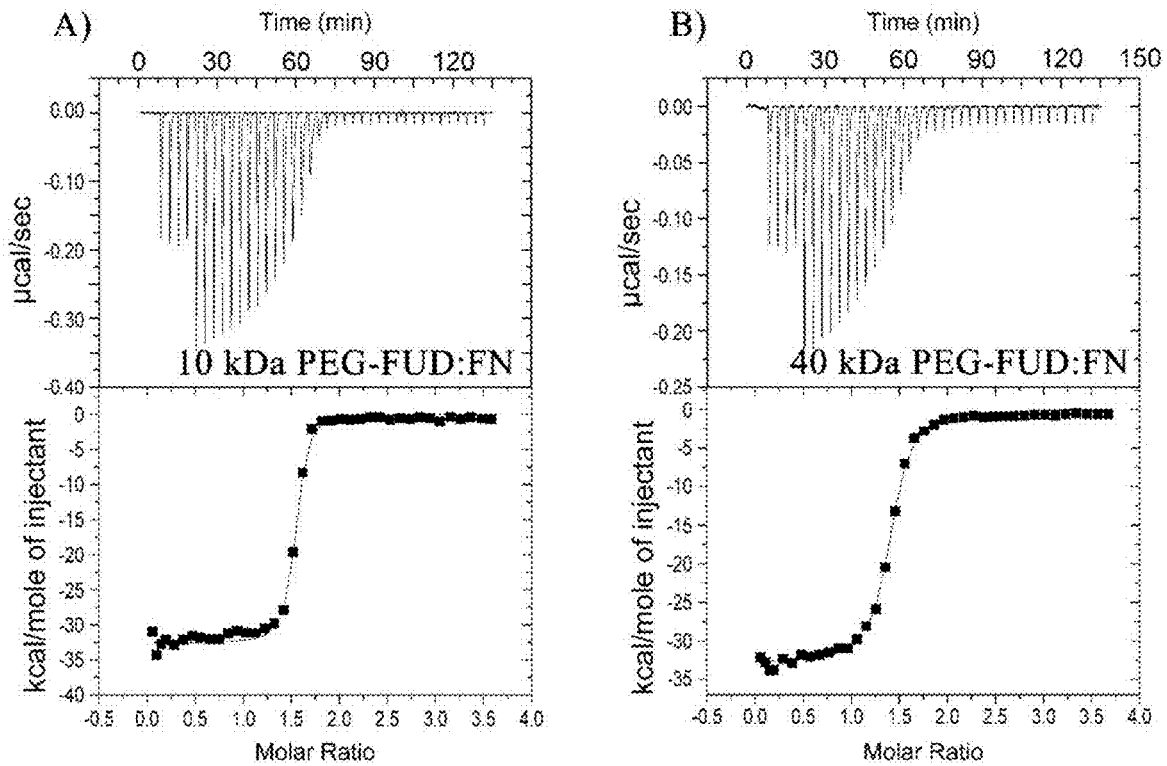 A)
Time (min)
0 30 60 90 120
0.00
-0.10
-0.20
-0.30
-0.40
µcal/sec
10 kDa PEG-FUD:FN
0
-5
-10
-15
-20
-25
-30
-35
-40
kcal/mole of injectant
-0.5 0.0 0.5 1.0 1.5 2.0 2.5 3.0 3.5 4.0
Molar Ratio
B)
Time (min)
0 30 60 90 120 150
0.00
-0.05
-0.10
-0.15
-0.20
-0.25
µcal/sec
40 kDa PEG-FUD:FN
0
-5
-10
-15
-20
-25
-30
-35
kcal/mole of injectant
-0.5 0.0 0.5 1.0 1.5 2.0 2.5 3.0 3.5 4.0
Molar Ratio